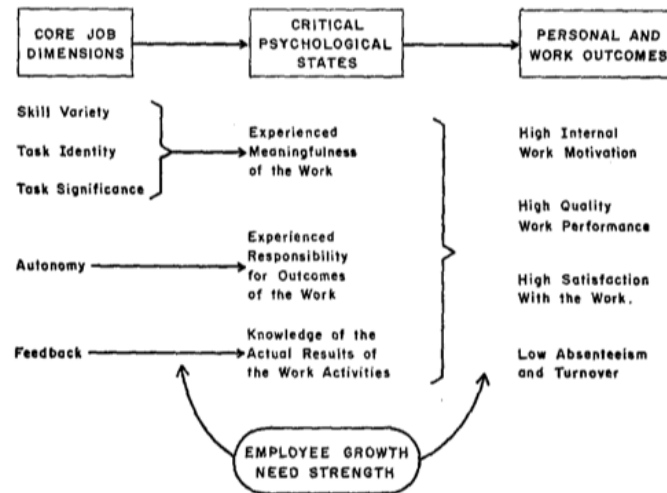 CORE JOB
DIMENSIONS
CRITICAL
PSYCHOLOGICAL
STATES
PERSONAL AND
WORK OUTCOMES
Skill Variety
Task Identity
Task Significance
Experienced
Meaningfulness
of the Work
High Internal
Work Motivation
High Quality
Work Performance
Autonomy
Experienced
Responsibility
for Outcomes
of the Work
High Satisfaction
With the Work.
Feedback
Knowledge of the
Actual Results of
the Work Activities
Low Absenteeism
and Turnover
EMPLOYEE GROWTH
NEED STRENGTH